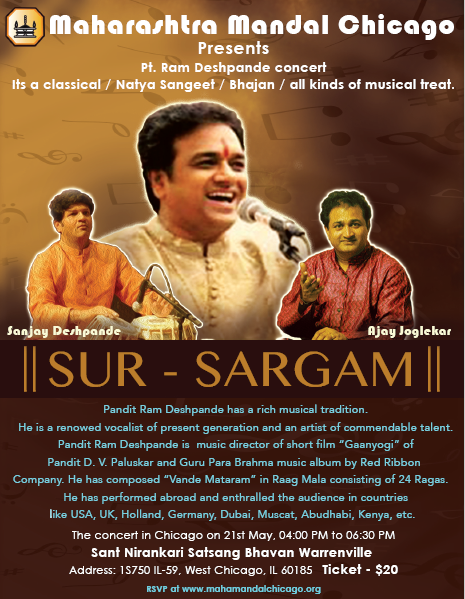 Maharashtra Mandal Chicago
Presents
Pt. Ram Deshpande concert
Its a classical / Natya Sangeet / Bhajan / all kinds of musical treat.
Sanjay Deshpande
Ajay Joglekar
|| SUR - SARGAM ||
Pandit Ram Deshpande has a rich musical tradition.
He is a renowed vocalist of present generation and an artist of commendable talent.
Pandit Ram Deshpande is music director of short film “Gaanyogi” of
Pandit D. V. Paluskar and Guru Para Brahma music album by Red Ribbon
Company. He has composed “Vande Mataram” in Raag Mala consisting of 24 Ragas.
He has performed abroad and enthralled the audience in countries
like USA, UK, Holland, Germany, Dubai, Muscat, Abudhabi, Kenya, etc.
The concert in Chicago on 21st May, 04:00 PM to 06:30 PM
Sant Nirankari Satsang Bhavan Warrenville
Address: 1S750 IL-59, West Chicago, IL 60185 Ticket - $20
RSVP at www.mahamandalchicago.org